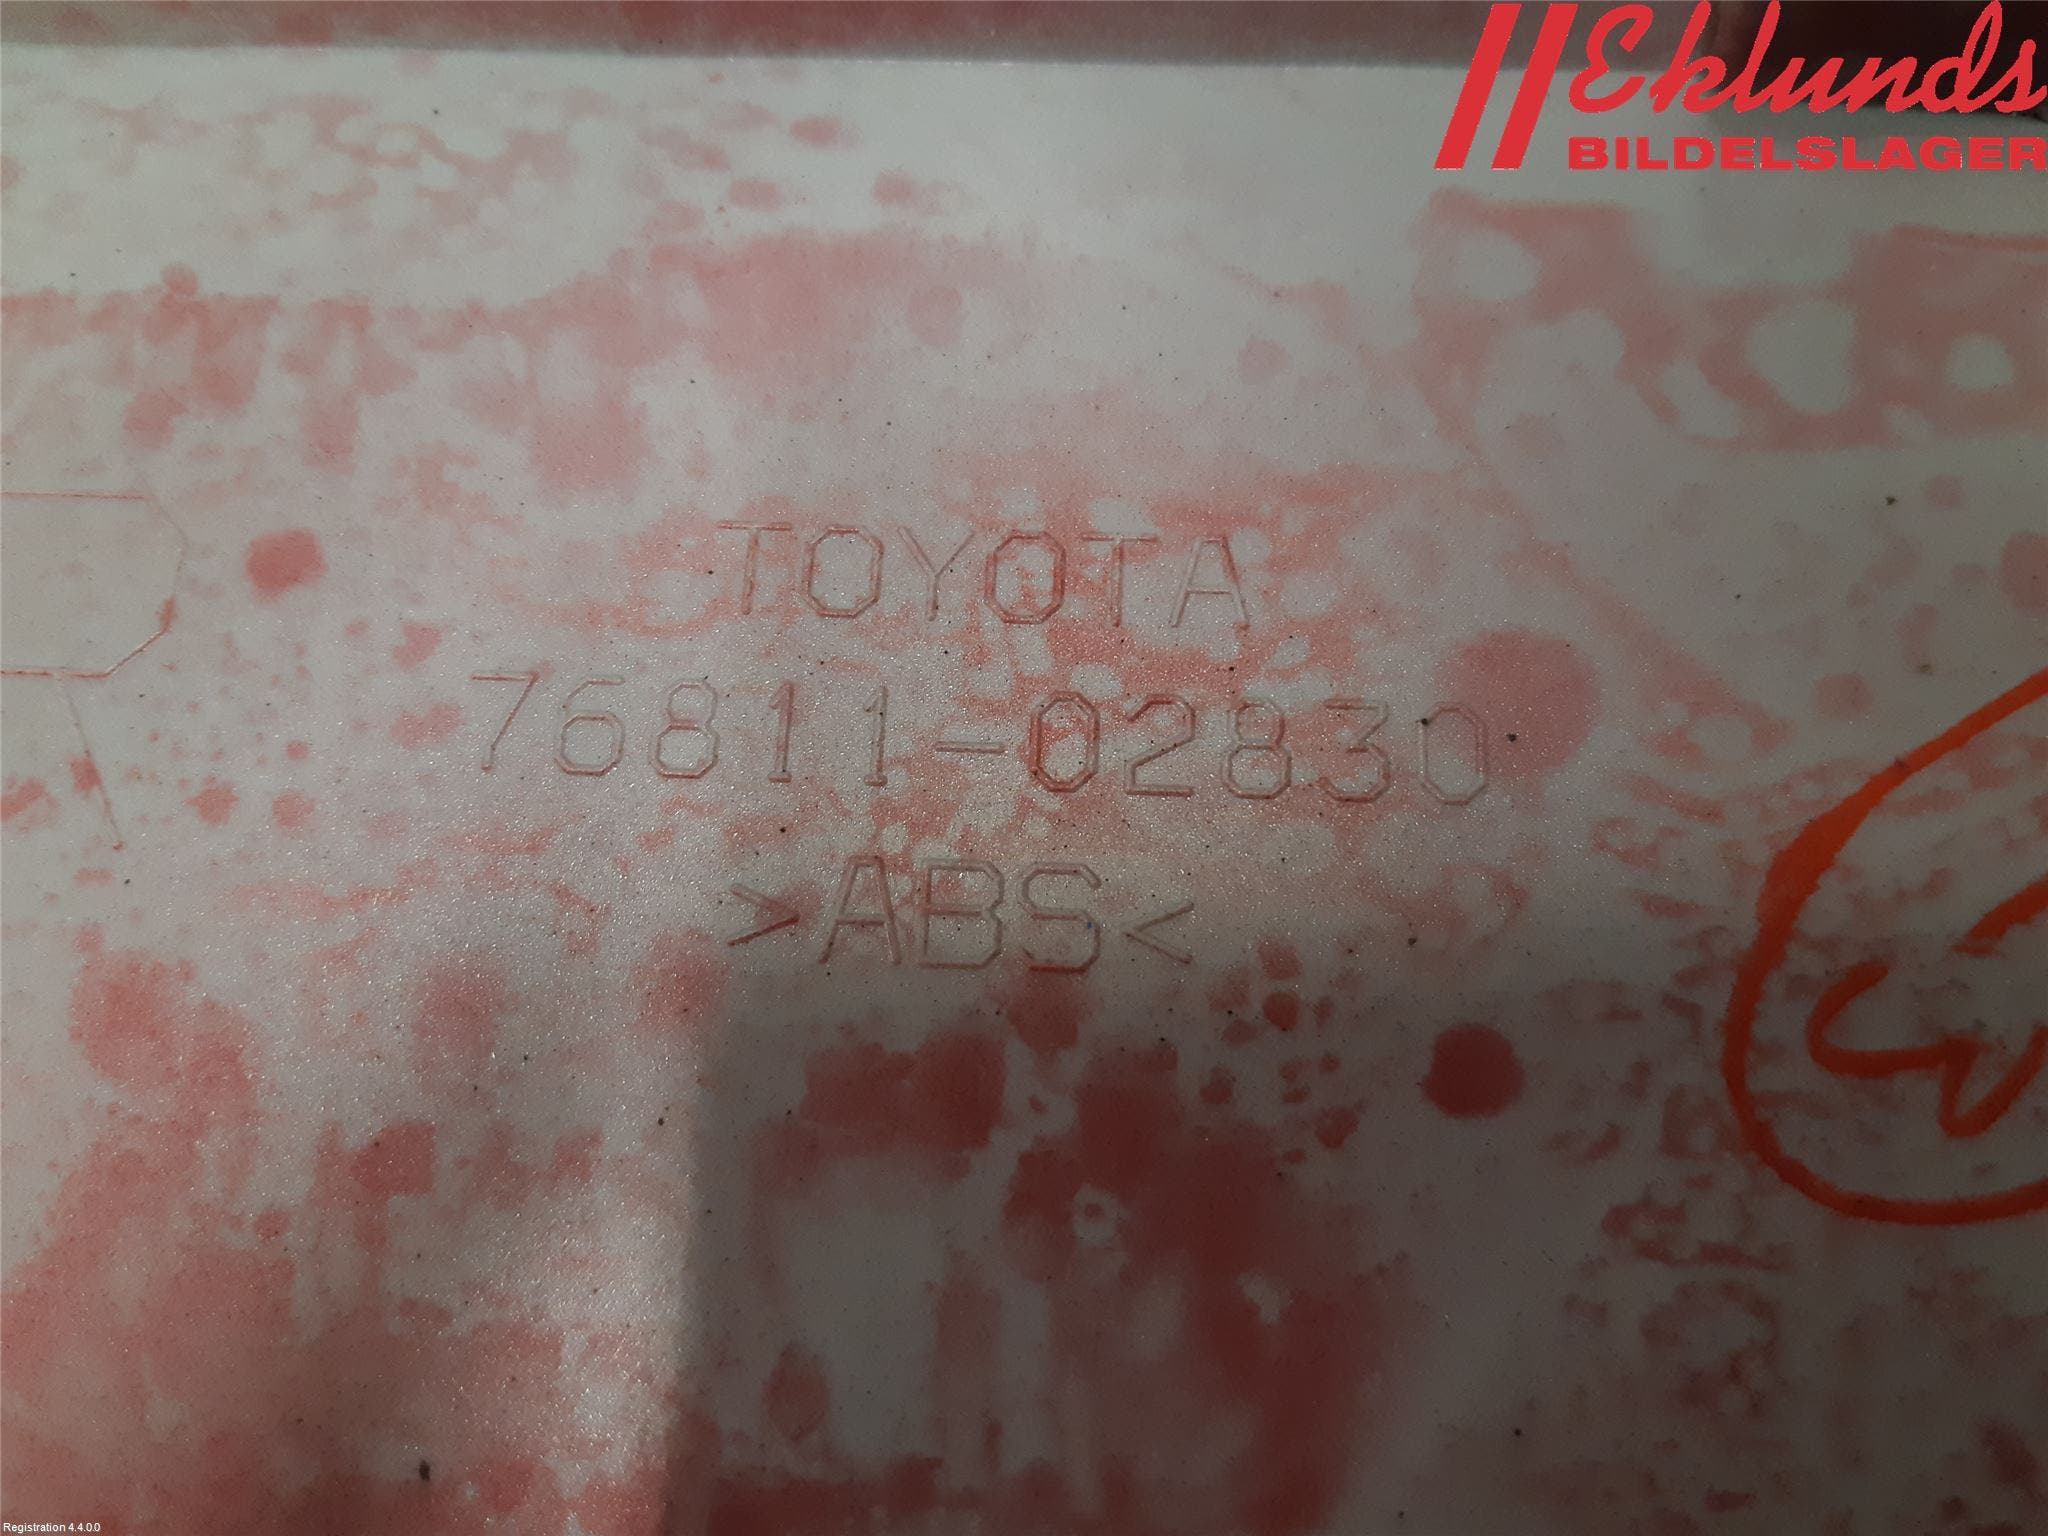 Eklunds
BILDELSLAGER
TOYOTA
76811-02830
>ABS<
Registration 4.4.0.0